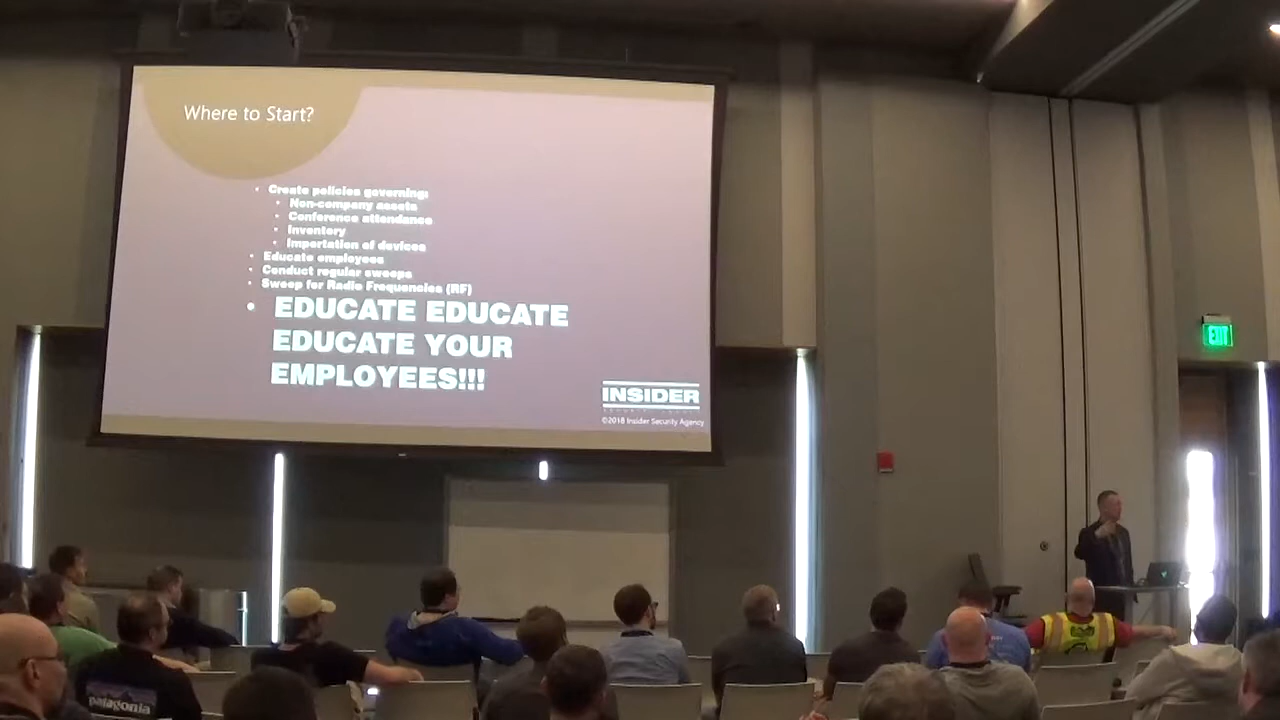 Where to Start?
• Create policies governing:
• Non-company assets
• Conference attendance
• Inventory
• Importation of devices
• Educate employees
• Conduct regular sweeps
• Sweep for Radio Frequencies (RF)
• EDUCATE EDUCATE
EDUCATE YOUR
EMPLOYEES!!!
INSIDER
©2018 Insider Security Agency
EXIT
patagonia